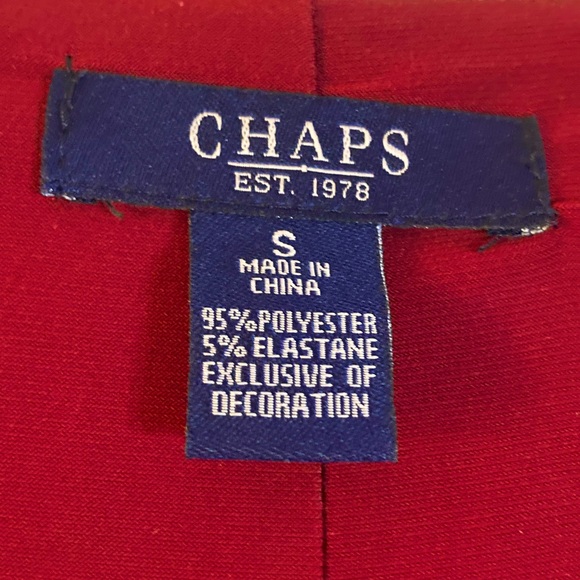 CHAPS
EST. 1978
S
MADE IN
CHINA
95%POLYESTER
5% ELASTANE
EXCLUSIVE OF
DECORATION